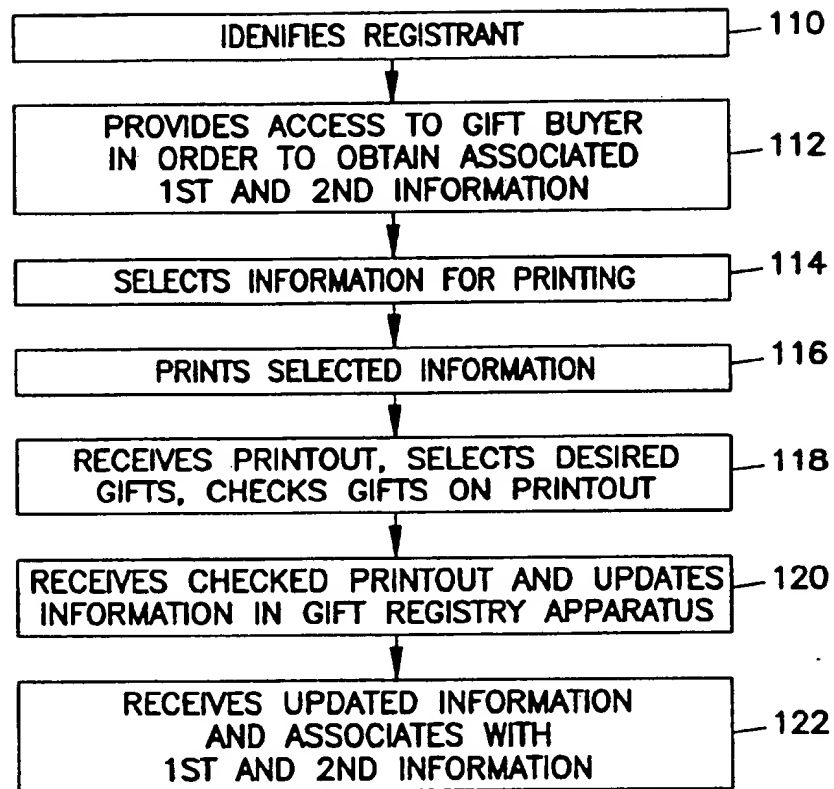 IDENIFIES REGISTRANT
110
PROVIDES ACCESS TO GIFT BUYER
IN ORDER TO OBTAIN ASSOCIATED
1ST AND 2ND INFORMATION
112
SELECTS INFORMATION FOR PRINTING
114
PRINTS SELECTED INFORMATION
116
RECEIVES PRINTOUT, SELECTS DESIRED
GIFTS, CHECKS GIFTS ON PRINTOUT
118
RECEIVES CHECKED PRINTOUT AND UPDATES
INFORMATION IN GIFT REGISTRY APPARATUS
120
RECEIVES UPDATED INFORMATION
AND ASSOCIATES WITH
1ST AND 2ND INFORMATION
122